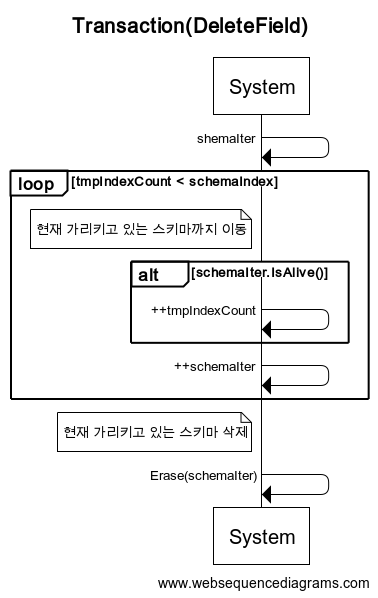 Transaction(DeleteField)
System
shemaIter
loop [tmpIndexCount < schemaIndex]
현재 가리키고 있는 스키마까지 이동
alt [schemaIter.IsAlive()]
++tmpIndexCount
++schemaIter
현재 가리키고 있는 스키마 삭제
Erase(schemaIter)
System
www.websequencediagrams.com